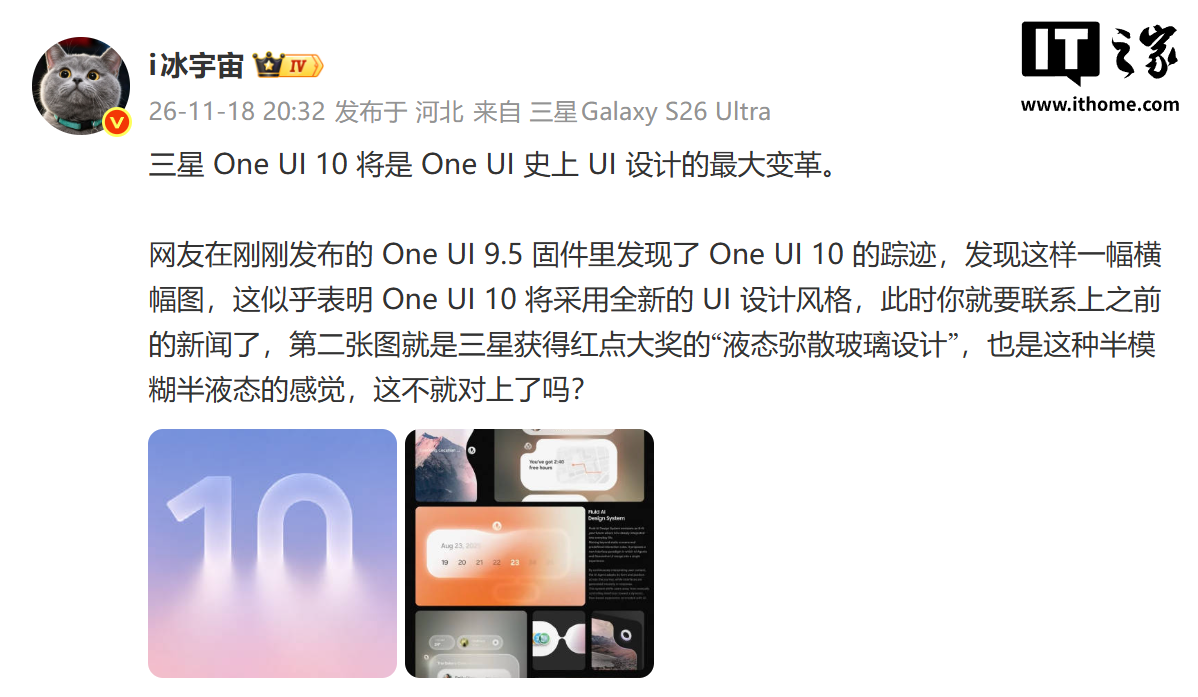 i冰宇宙
IV
IT之家
www.ithome.com
26-11-18 20:32 发布于 河北 来自 三星Galaxy S26 Ultra
三星 One UI 10 将是 One UI 史上 UI 设计的最大变革。
网友在刚刚发布的 One UI 9.5 固件里发现了 One UI 10 的踪迹，发现这样一幅横
幅图，这似乎表明 One UI 10 将采用全新的 UI 设计风格，此时你就要联系上之前
的新闻了，第二张图就是三星获得红点大奖的“液态弥散玻璃设计”，也是这种半模
糊半液态的感觉，这不就对上了吗？
10
You've got 2:40
free hours
Fluid AI
Design System
Aug 23, 202
19 20 21 22 23 24